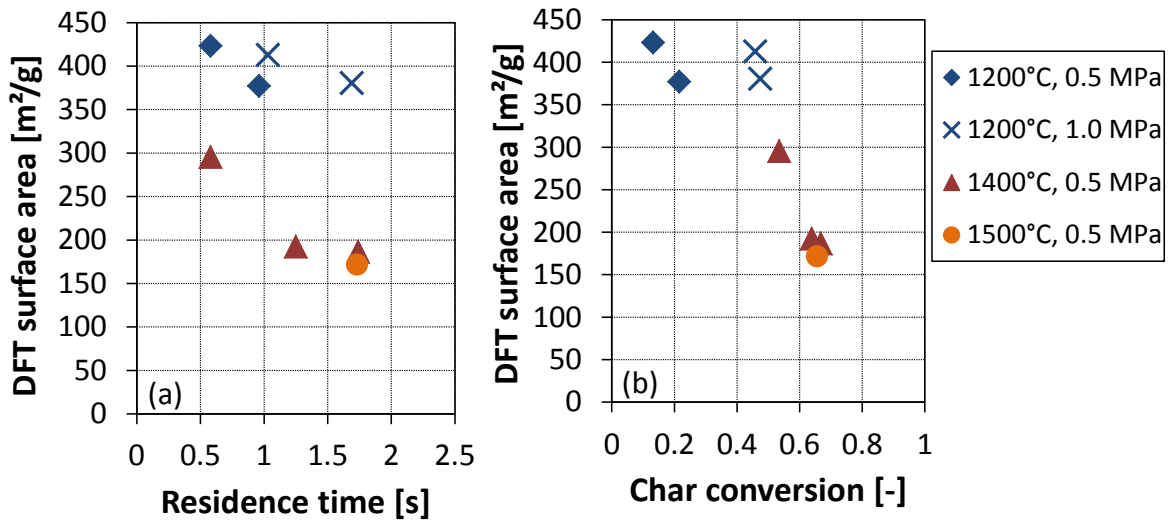 DFT surface area [m²/g]
450
400
350
300
250
200
150
100
50
0
(a)
0 0.5 1 1.5 2 2.5
Residence time [s]
DFT surface area [m²/g]
450
400
350
300
250
200
150
100
50
0
(b)
0 0.2 0.4 0.6 0.8 1
Char conversion [-]
1200°C, 0.5 MPa
1200°C, 1.0 MPa
1400°C, 0.5 MPa
1500°C, 0.5 MPa